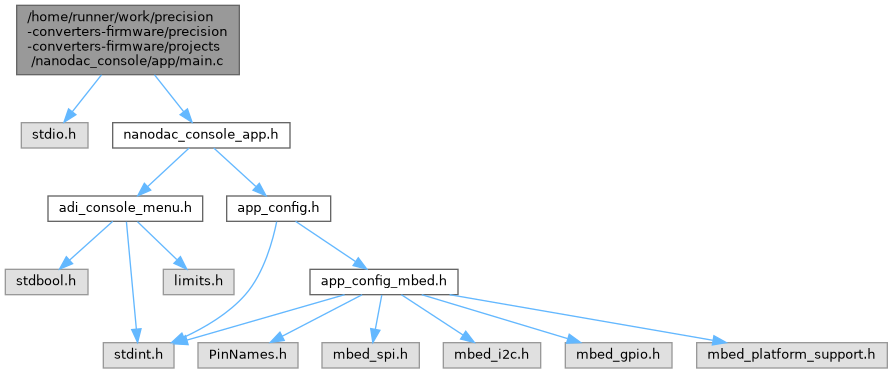 /home/runner/work/precision
-converters-firmware/precision
-converters-firmware/projects
/nanodac_console/app/main.c
stdio.h
nanodac_console_app.h
adi_console_menu.h
app_config.h
stdbool.h
limits.h
app_config_mbed.h
stdint.h
PinNames.h
mbed_spi.h
mbed_i2c.h
mbed_gpio.h
mbed_platform_support.h